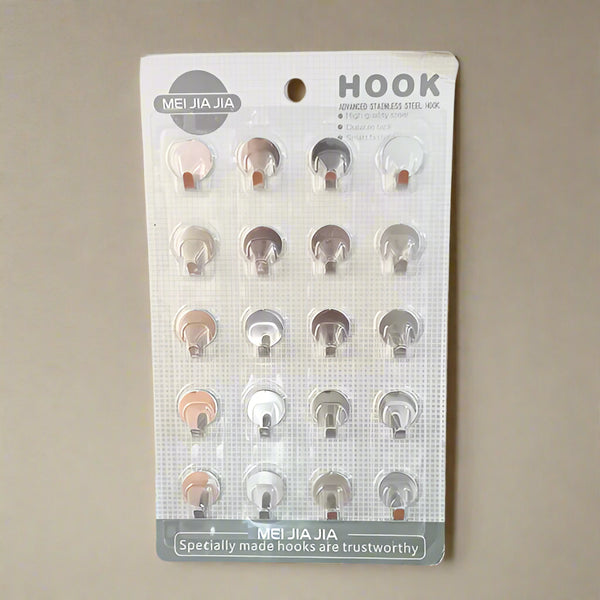 MEI JIA JIA
HOOK
ADVANCED STAINLESS STEEL HOOK
High quality steel
MEI JIA JIA
Specially made hooks are trustworthy